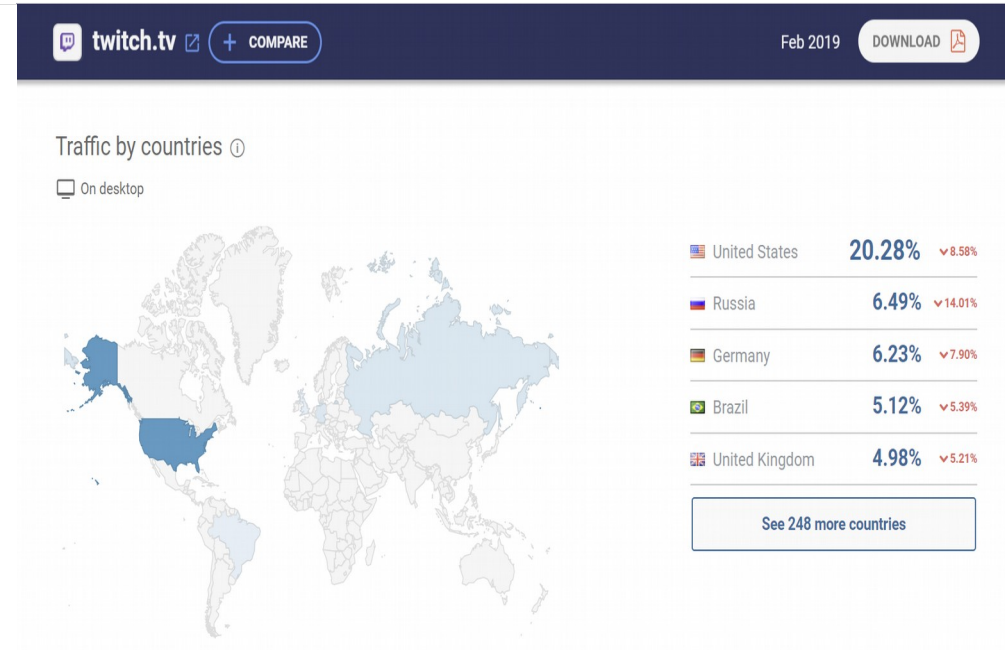 twitch.tv + COMPARE Feb 2019 DOWNLOAD
Traffic by countries
On desktop
United States 20.28% 8.58%
Russia 6.49% 14.01%
Germany 6.23% 7.90%
Brazil 5.12% 5.39%
United Kingdom 4.98% 5.21%
See 248 more countries